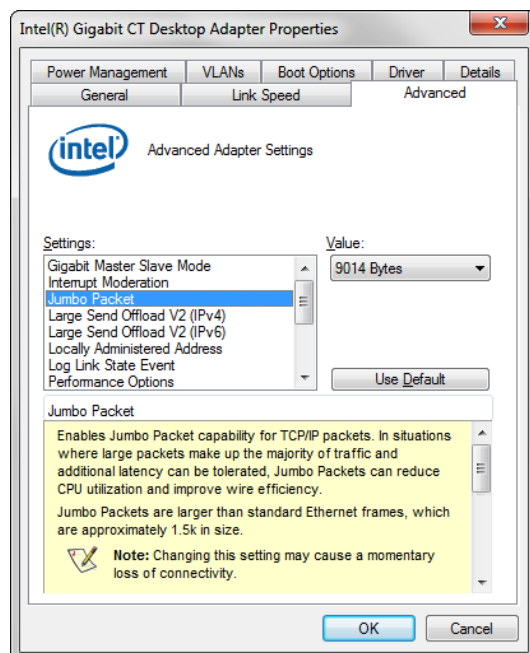 Intel(R) Gigabit CT Desktop Adapter Properties
Power Management VLANs Boot Options Driver Details
General Link Speed Advanced
intel Advanced Adapter Settings
Settings: Value:
Gigabit Master Slave Mode 9014 Bytes
Interrupt Moderation
Jumbo Packet
Large Send Offload V2 (IPv4)
Large Send Offload V2 (IPv6)
Locally Administered Address
Log Link State Event
Performance Options Use Default
Jumbo Packet
Enables Jumbo Packet capability for TCP/IP packets. In situations
where large packets make up the majority of traffic and
additional latency can be tolerated, Jumbo Packets can reduce
CPU utilization and improve wire efficiency.
Jumbo Packets are larger than standard Ethernet frames, which
are approximately 1.5k in size.
Note: Changing this setting may cause a momentary
loss of connectivity.
OK Cancel